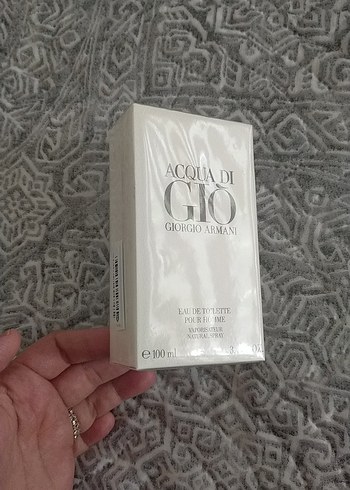 ACQUA DI
GIÒ
GIORGIO ARMANI
EAU DE TOILETTE
POUR HOMME
VAPORISATEUR
NATURAL SPRAY
℮ 100 ml